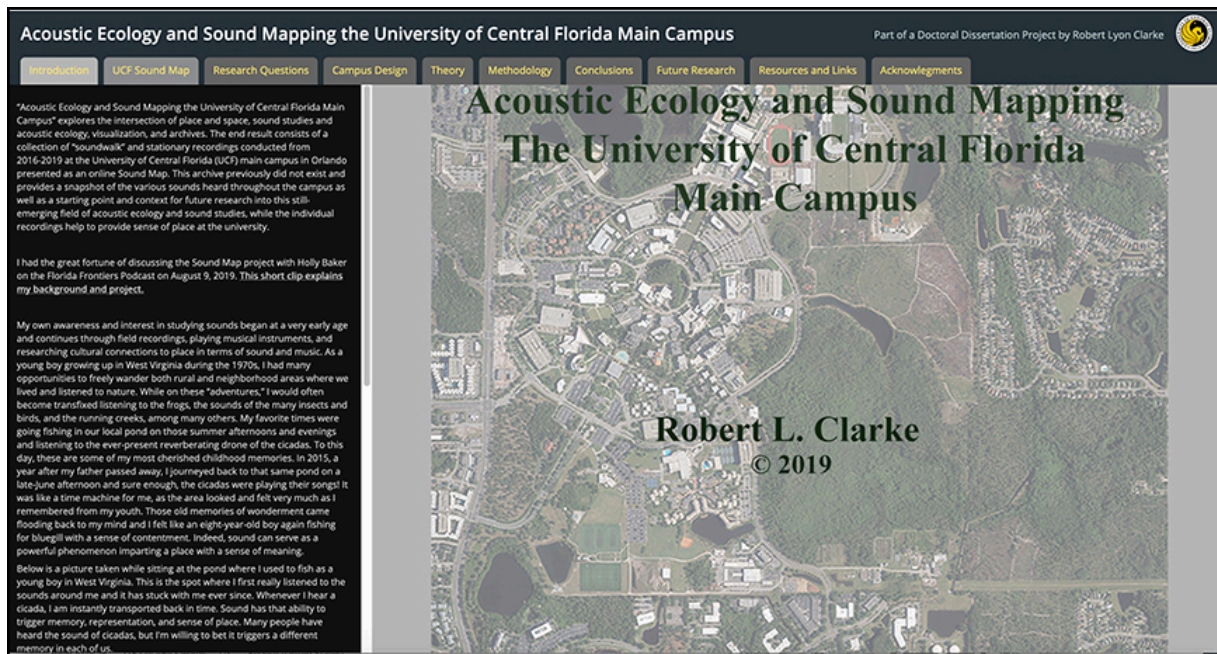 Acoustic Ecology and Sound Mapping the University of Central Florida Main Campus
Part of a Doctoral Dissertation Project by Robert Lyon Clarke
Introduction
UCF Sound Map
Research Questions
Campus Design
Theory
Methodology
Conclusions
Future Research
Resources and Links
Acknowlegments
"Acoustic Ecology and Sound Mapping the University of Central Florida Main
Campus" explores the intersection of place and space, sound studies and
acoustic ecology, visualization, and archives. The end result consists of a
collection of "soundwalk" and stationary recordings conducted from
2016-2019 at the University of Central Florida (UCF) main campus in Orlando
presented as an online Sound Map. This archive previously did not exist and
provides a snapshot of the various sounds heard throughout the campus as
well as a starting point and context for future research into this still-
emerging field of acoustic ecology and sound studies, while the individual
recordings help to provide sense of place at the university.
I had the great fortune of discussing the Sound Map project with Holly Baker
on the Florida Frontiers Podcast on August 9, 2019. This short clip explains
my background and project.
My own awareness and interest in studying sounds began at a very early age
and continues through field recordings, playing musical instruments, and
researching cultural connections to place in terms of sound and music. As a
young boy growing up in West Virginia during the 1970s, I had many
opportunities to freely wander both rural and neighborhood areas where we
lived and listened to nature. While on these "adventures," I would often
become transfixed listening to the frogs, the sounds of the many insects and
birds, and the running creeks, among many others. My favorite times were
going fishing in our local pond on those summer afternoons and evenings
and listening to the ever-present reverberating drone of the cicadas. To this
day, these are some of my most cherished childhood memories. In 2015, a
year after my father passed away, I journeyed back to that same pond on a
late-June afternoon and sure enough, the cicadas were playing their songs! It
was like a time machine for me, as the area looked and felt very much as I
remembered from my youth. Those old memories of wonderment came
flooding back to my mind and I felt like an eight-year-old boy again fishing
for bluegill with a sense of contentment. Indeed, sound can serve as a
powerful phenomenon imparting a place with a sense of meaning.
Below is a picture taken while sitting at the pond where I used to fish as a
young boy in West Virginia. This is the spot where I first really listened to the
sounds around me and it has stuck with me ever since. Whenever I hear a
cicada, I am instantly transported back in time. Sound has that ability to
trigger memory, representation, and sense of place. Many people have
heard the sound of cicadas, but I'm willing to bet it triggers a different
memory in each of us.
Acoustic Ecology and Sound Mapping
The University of Central Florida
Main Campus
Robert L. Clarke
© 2019